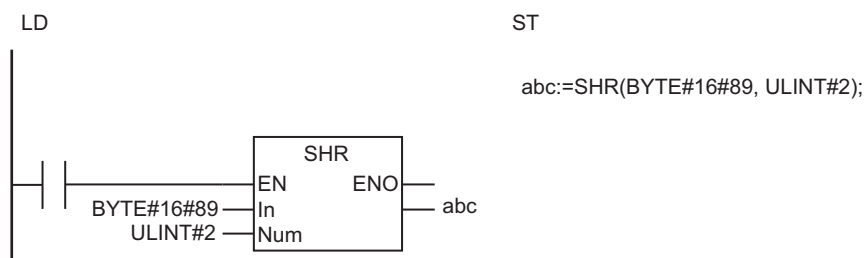 LD
ST
abc:=SHR(BYTE#16#89, ULINT#2);
SHR
EN ENO
BYTE#16#89 In abc
ULINT#2 Num